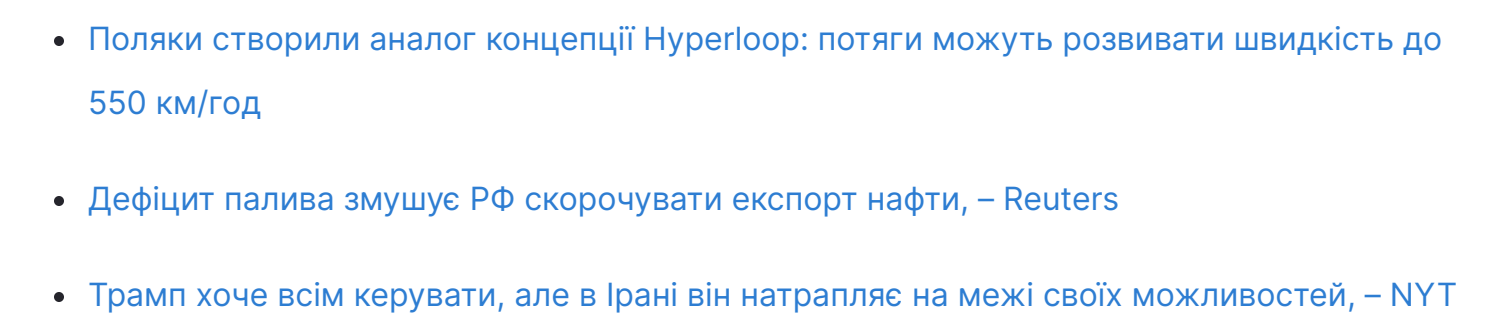 Поляки створили аналог концепції Hyperloop: потяги можуть розвивати швидкість до
550 км/год
Дефіцит палива змушує РФ скорочувати експорт нафти, – Reuters
Трамп хоче всім керувати, але в Ірані він натрапляє на межі своїх можливостей, – NYT